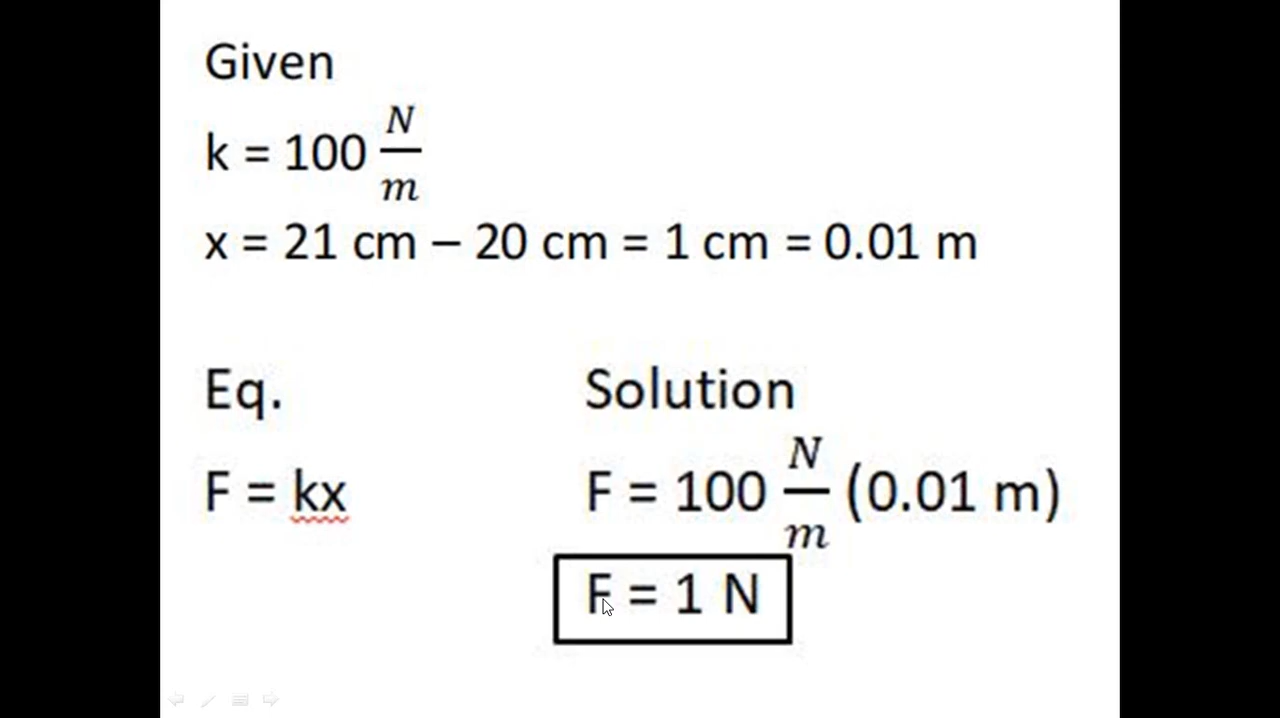 Given
k = 100 N/m
x = 21 cm – 20 cm = 1 cm = 0.01 m
Eq.
Solution
F = kx
F = 100 N/m (0.01 m)
F = 1 N